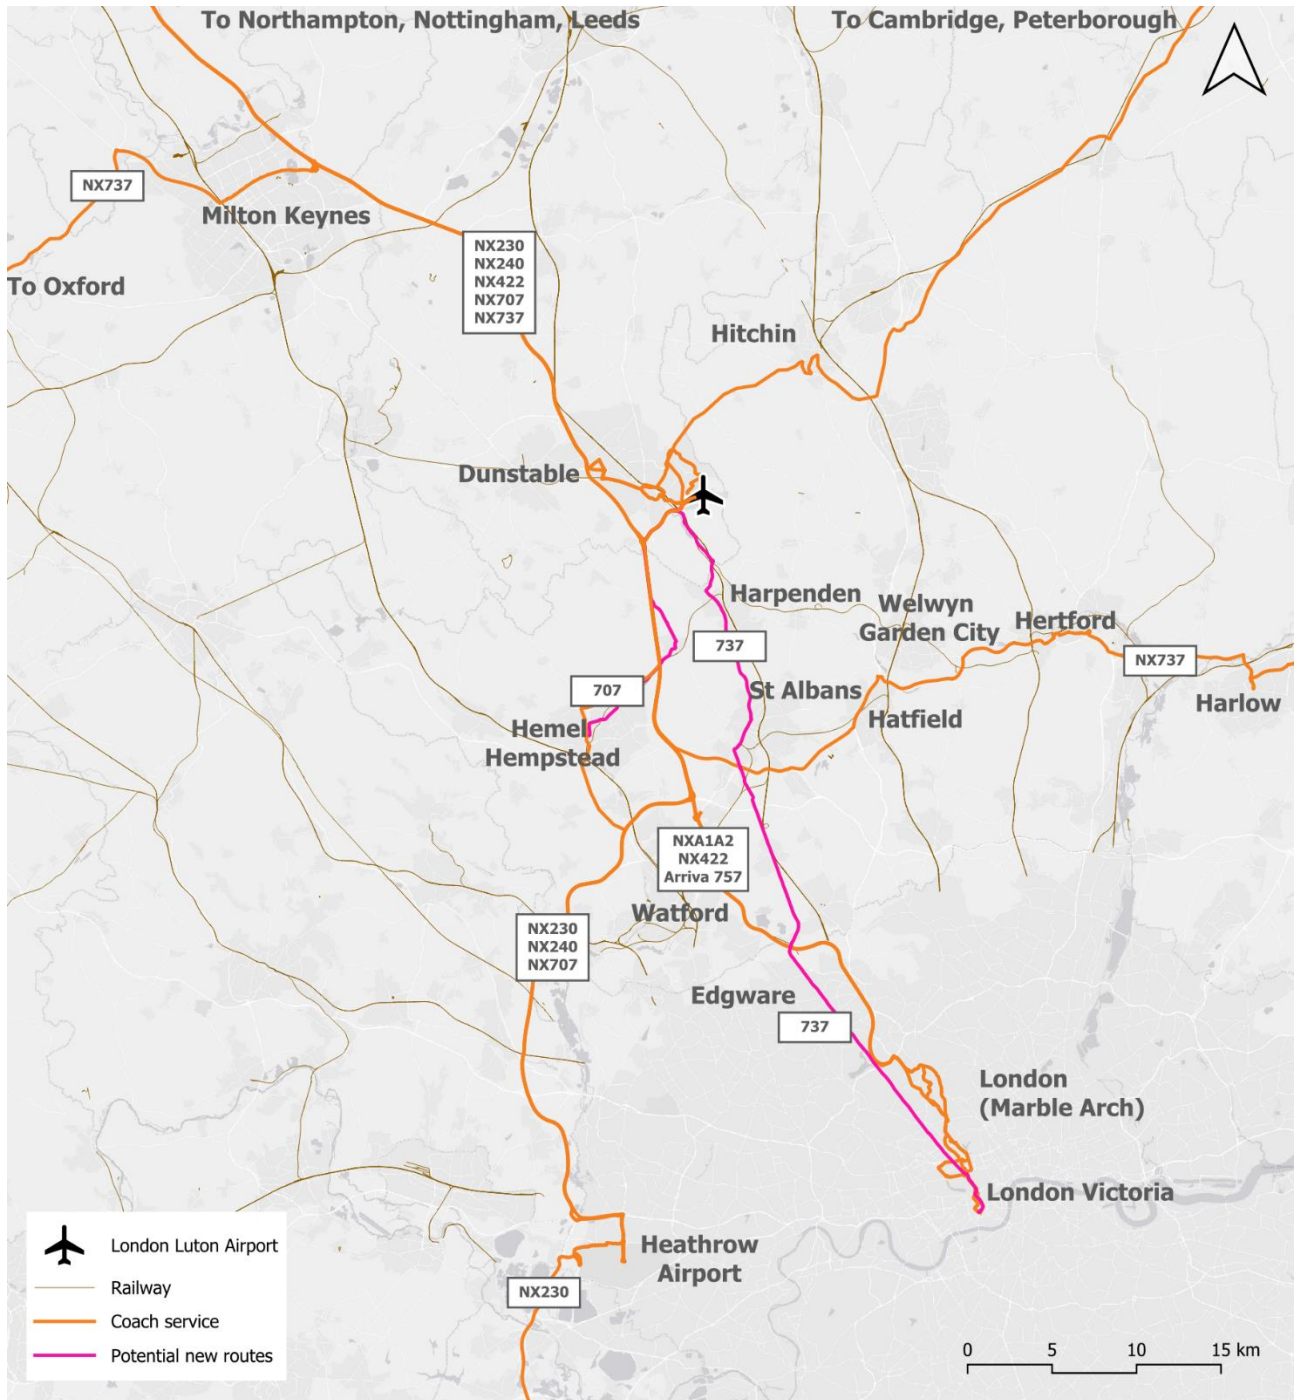 To Northampton, Nottingham, Leeds
To Cambridge, Peterborough
NX737
Milton Keynes
NX230
NX240
NX422
NX707
NX737
To Oxford
Hitchin
Dunstable
Harpenden
Welwyn
Garden City
Hertford
737
NX737
707
St Albans
Harlow
Hatfield
Hemel
Hempstead
NXA1A2
NX422
Arriva 757
Watford
NX230
NX240
NX707
Edgware
737
London
(Marble Arch)
London Victoria
Heathrow
Airport
NX230
London Luton Airport
Railway
Coach service
Potential new routes
0 5 10 15 km